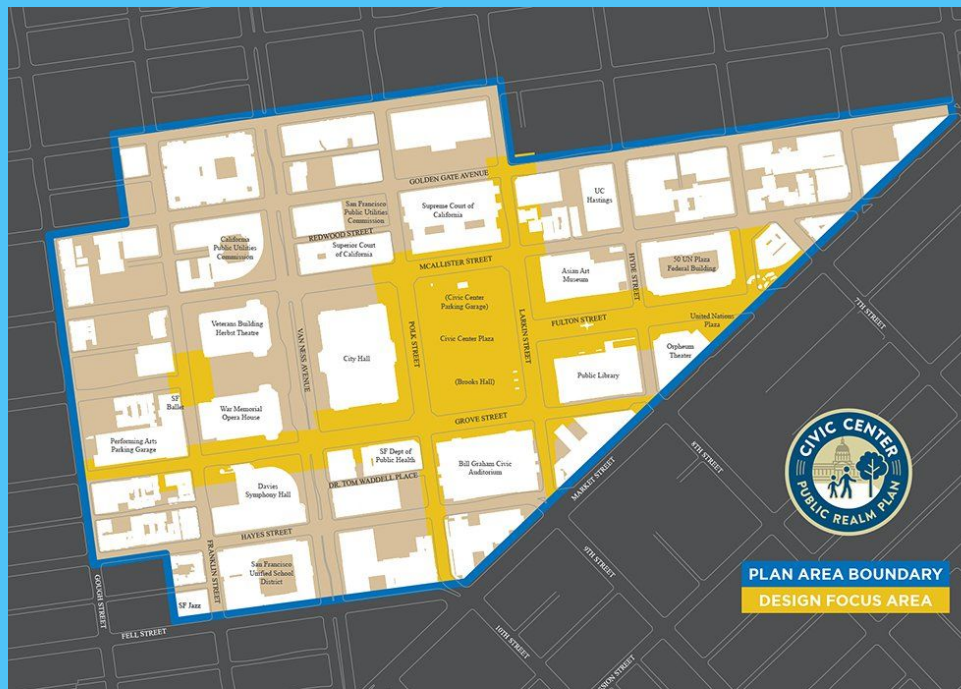 GOLDEN GATE AVENUE
UC
Hastings
San Francisco
Public Utilities
Commission
Supreme Court of
California
REDWOOD STREET
California
Public Utilities
Commission
Superior Court
of California
MCALLISTER STREET
HYDE STREET
50 UN Plaza
Federal Building
Asian Art
Museum
(Civic Center
Parking Garage)
7TH STREET
Veterans Building
Herbst Theatre
VAN NESS AVENUE
City Hall
POLK STREET
Civic Center Plaza
LARKIN STREET
FULTON STREET
United Nations
Plaza
Orpheum
Theater
(Brooks Hall)
Public Library
SF
Ballet
War Memorial
Opera House
GROVE STREET
Performing Arts
Parking Garage
SF Dept of
Public Health
Bill Graham Civic
Auditorium
8TH STREET
DR. TOM WADDELL PLACE
MARKET STREET
Davies
Symphony Hall
HAYES STREET
9TH STREET
FRANKLIN STREET
San Francisco
Unified School
District
GOUGH STREET
SF Jazz
FELL STREET
10TH STREET
CIVIC CENTER
PUBLIC REALM PLAN
PLAN AREA BOUNDARY
DESIGN FOCUS AREA